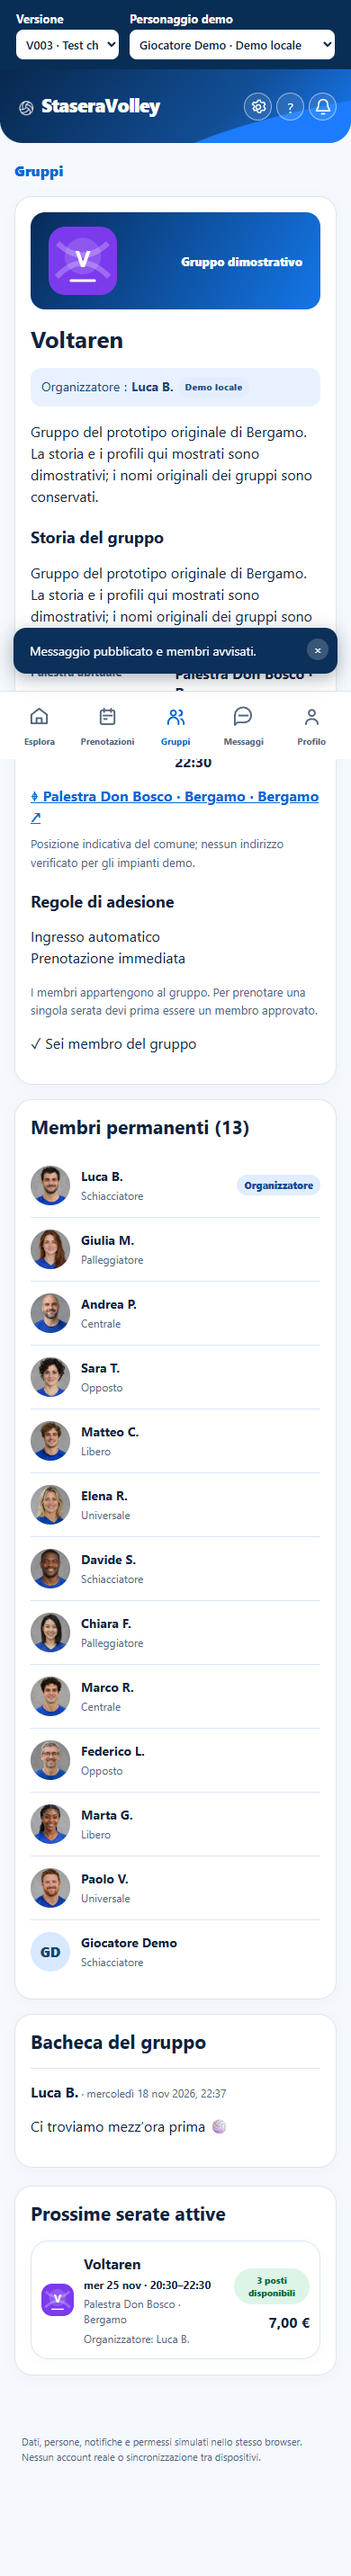 Versione
Personaggio demo
V003 · Test ch
Giocatore Demo · Demo locale
StaseraVolley
?
Gruppi
V
Gruppo dimostrativo
Voltaren
Organizzatore : Luca B. Demo locale
Gruppo del prototipo originale di Bergamo.
La storia e i profili qui mostrati sono
dimostrativi; i nomi originali dei gruppi sono
conservati.
Storia del gruppo
Gruppo del prototipo originale di Bergamo.
La storia e i profili qui mostrati sono
dimostrativi; i nomi originali dei gruppi sono
Messaggio pubblicato e membri avvisati.
×
Palestra abituale
Palestra Don Bosco ·
Esplora
Prenotazioni
Gruppi
Messaggi
Profilo
22:30
Palestra Don Bosco · Bergamo · Bergamo
↗
Posizione indicativa del comune; nessun indirizzo
verificato per gli impianti demo.
Regole di adesione
Ingresso automatico
Prenotazione immediata
I membri appartengono al gruppo. Per prenotare una
singola serata devi prima essere un membro approvato.
✓ Sei membro del gruppo
Membri permanenti (13)
Luca B.
Schiacciatore
Organizzatore
Giulia M.
Palleggiatore
Andrea P.
Centrale
Sara T.
Opposto
Matteo C.
Libero
Elena R.
Universale
Davide S.
Schiacciatore
Chiara F.
Palleggiatore
Marco R.
Centrale
Federico L.
Opposto
Marta G.
Libero
Paolo V.
Universale
GD
Giocatore Demo
Schiacciatore
Bacheca del gruppo
Luca B. · mercoledì 18 nov 2026, 22:37
Ci troviamo mezz'ora prima 🏐
Prossime serate attive
V
Voltaren
mer 25 nov · 20:30–22:30
Palestra Don Bosco ·
Bergamo
Organizzatore: Luca B.
3 posti
disponibili
7,00 €
Dati, persone, notifiche e permessi simulati nello stesso browser.
Nessun account reale o sincronizzazione tra dispositivi.